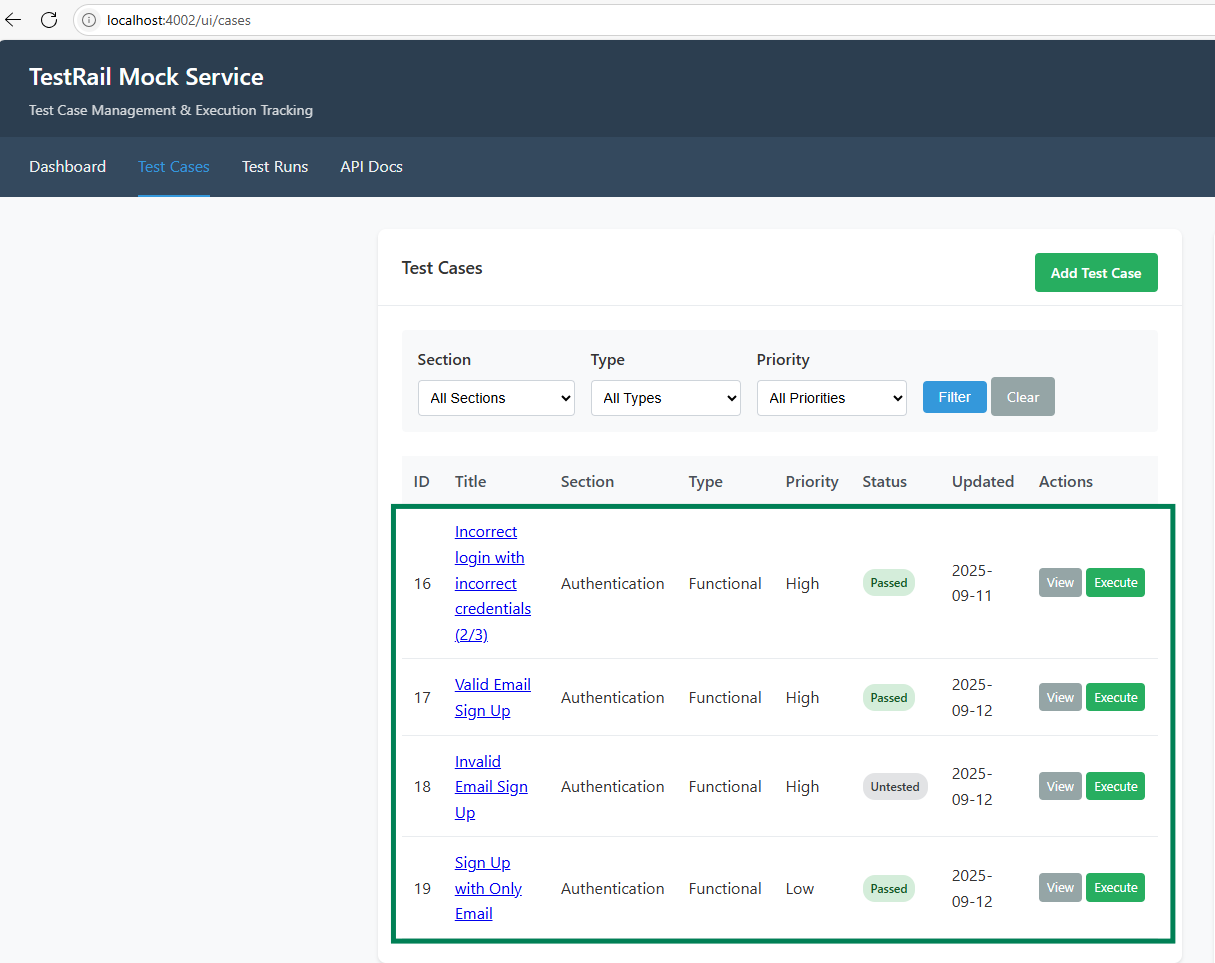 localhost:4002/ui/cases
TestRail Mock Service
Test Case Management & Execution Tracking
Dashboard Test Cases Test Runs API Docs
Test Cases
Add Test Case
Section Type Priority
All Sections All Types All Priorities Filter Clear
ID Title Section Type Priority Status Updated Actions
16 Incorrect login with incorrect credentials (2/3) Authentication Functional High Passed 2025-09-11 View Execute
17 Valid Email Sign Up Authentication Functional High Passed 2025-09-12 View Execute
18 Invalid Email Sign Up Authentication Functional High Untested 2025-09-12 View Execute
19 Sign Up with Only Email Authentication Functional Low Passed 2025-09-12 View Execute